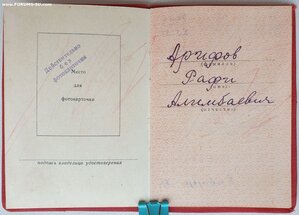 www.FORUMS-SU.com
Действительно
без
фотокарточки
Место
для
фотокарточки
подпись владельца удостоверения
Арифов
(фамилия)
Рафи
(имя)
Алимбаевич
(отчество)